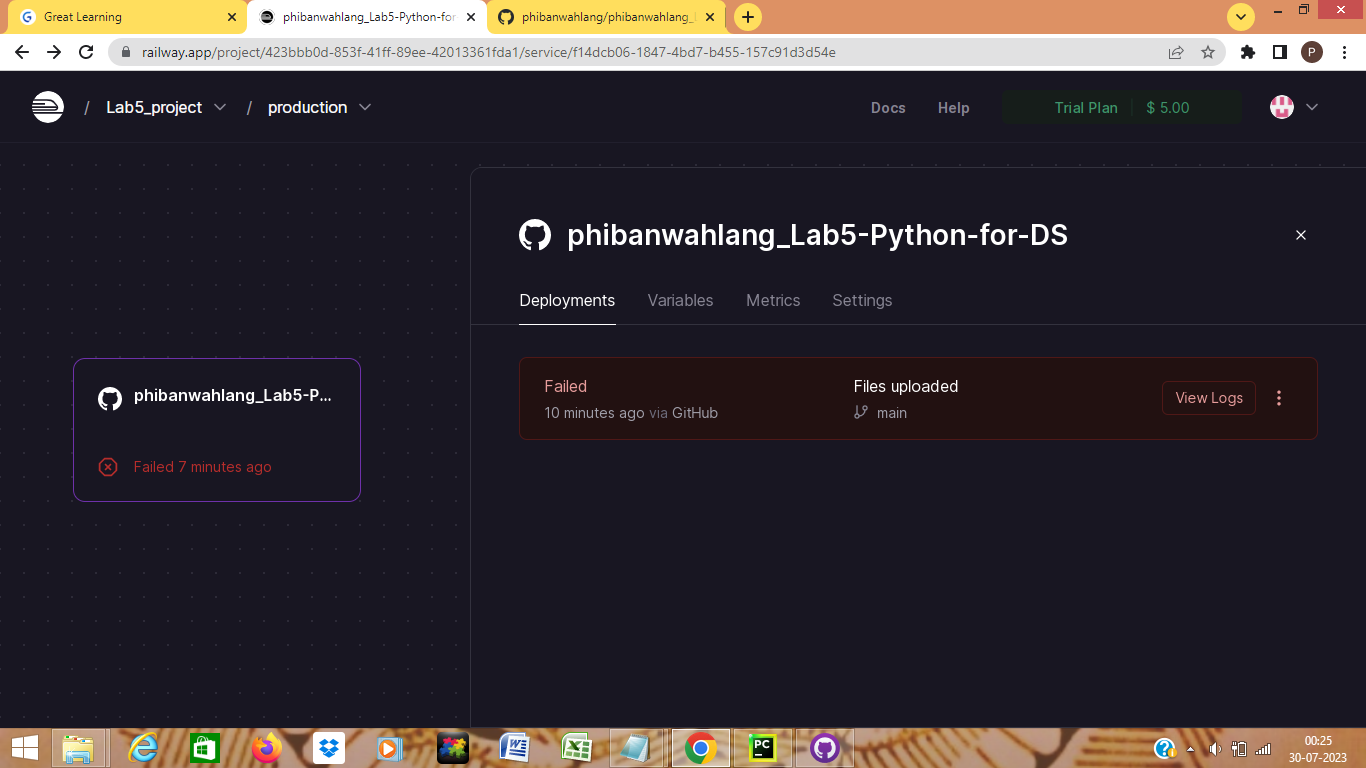 Great Learning
phibanwahlang_Lab5-Python-for
phibanwahlang/phibanwahlang_
railway.app/project/423bbb0d-853f-41ff-89ee-42013361fda1/service/f14dcb06-1847-4bd7-b455-157c91d3d54e
P
/ Lab5_project / production
Docs Help Trial Plan $ 5.00
phibanwahlang_Lab5-Python-for-DS
Deployments Variables Metrics Settings
phibanwahlang_Lab5-P...
Failed 7 minutes ago
Failed
10 minutes ago via GitHub
Files uploaded
main
View Logs
PC
00:25
30-07-2023